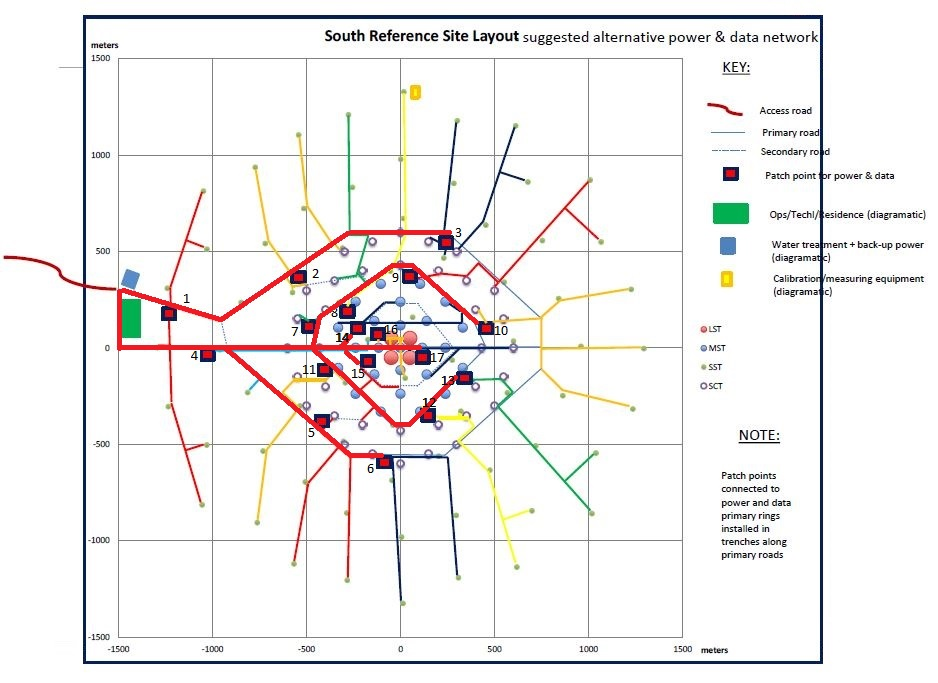 South Reference Site Layout suggested alternative power & data network
meters
1500
1000
500
0
-500
-1000
-1500
-1500
-1000
-500
0
500
1000
1500
meters
1
2
3
4
5
6
7
8
9
10
11
12
13
14
15
16
17
KEY:
Access road
Primary road
Secondary road
Patch point for power & data
Ops/Techl/Residence (diagramatic)
Water treatment + back-up power
(diagramatic)
Calibration/measuring equipment
(diagramatic)
LST
MST
SST
SCT
NOTE:
Patch points
connected to
power and data
primary rings
installed in
trenches along
primary roads